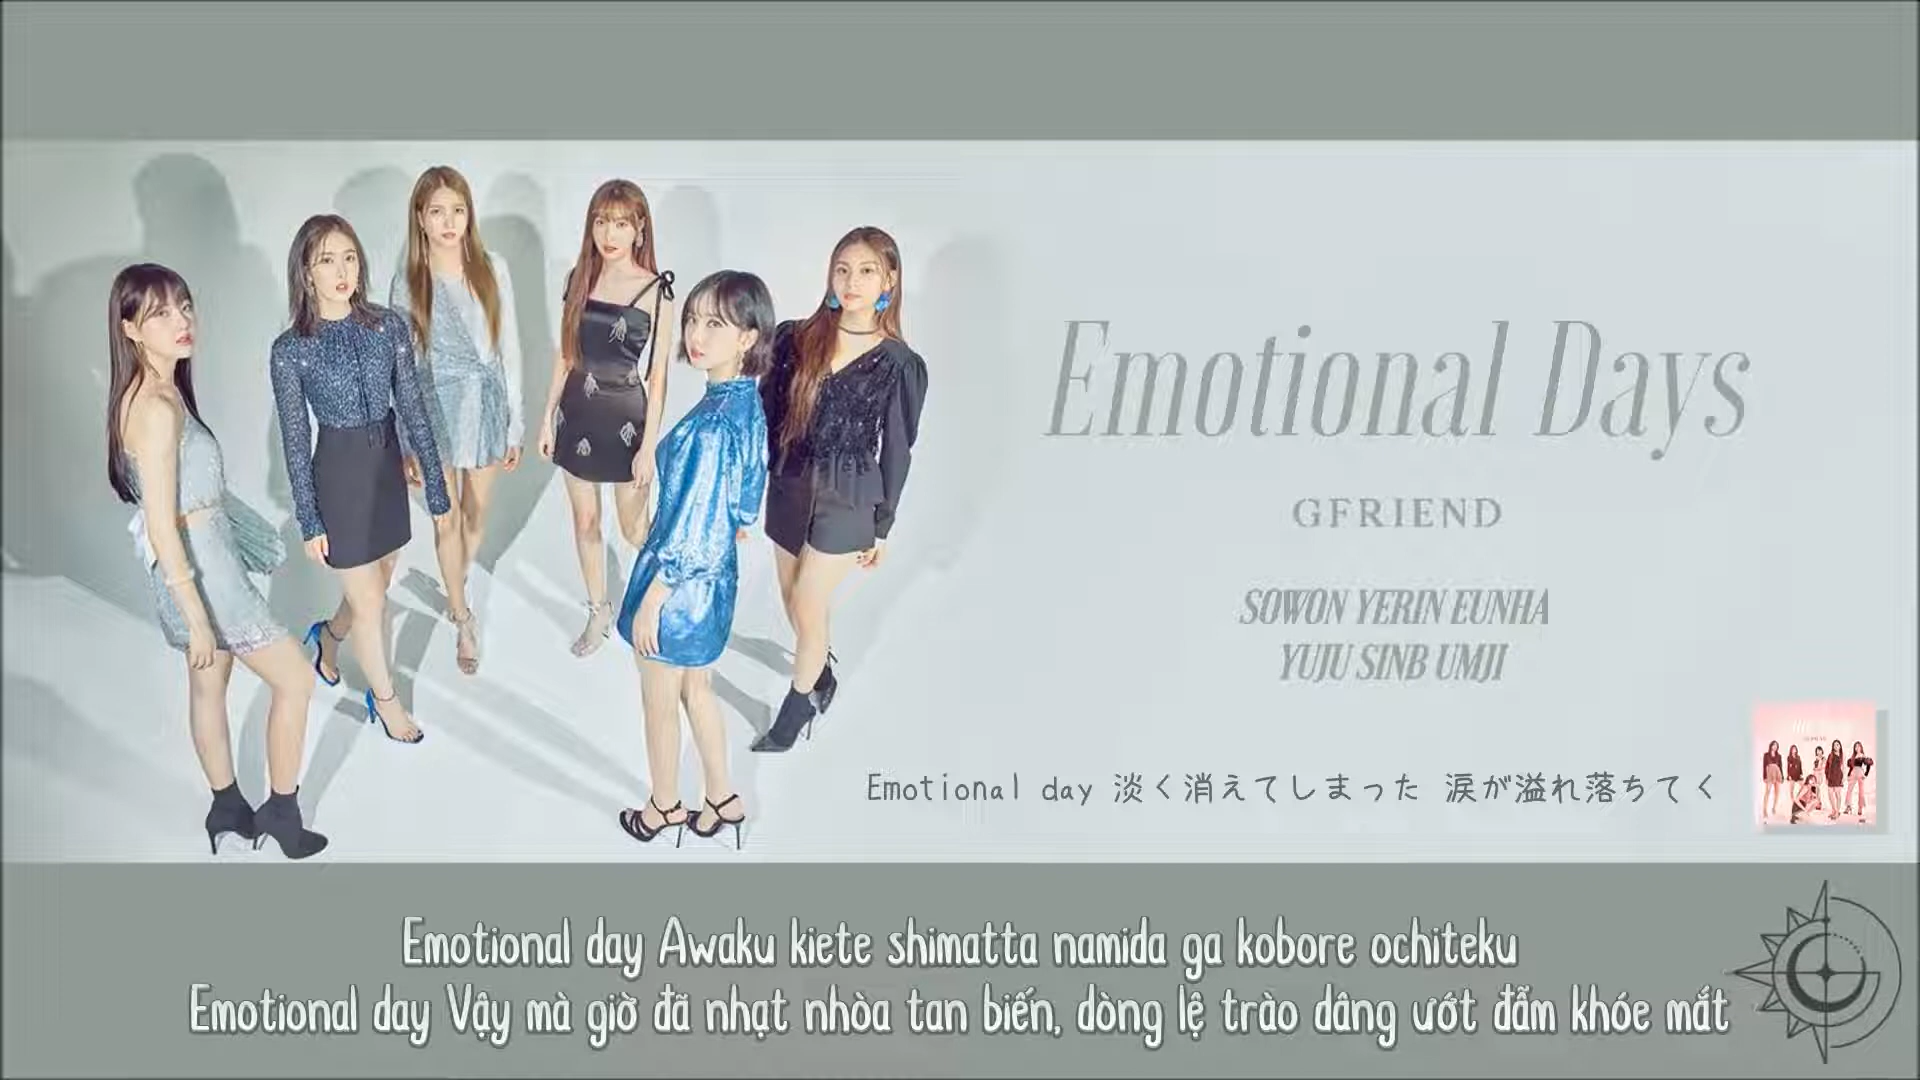 Emotional Days
GFRIEND
SOWON YERIN EUNHA
YUJU SINB UMJI
Emotional day 淡く消えてしまった 涙が溢れ落ちてく
Emotional day Awaku kiete shimatta namida ga kobore ochiteku
Emotional day Vậy mà giờ đã nhạt nhòa tan biến, dòng lệ trào dâng ướt đẫm khóe mắt